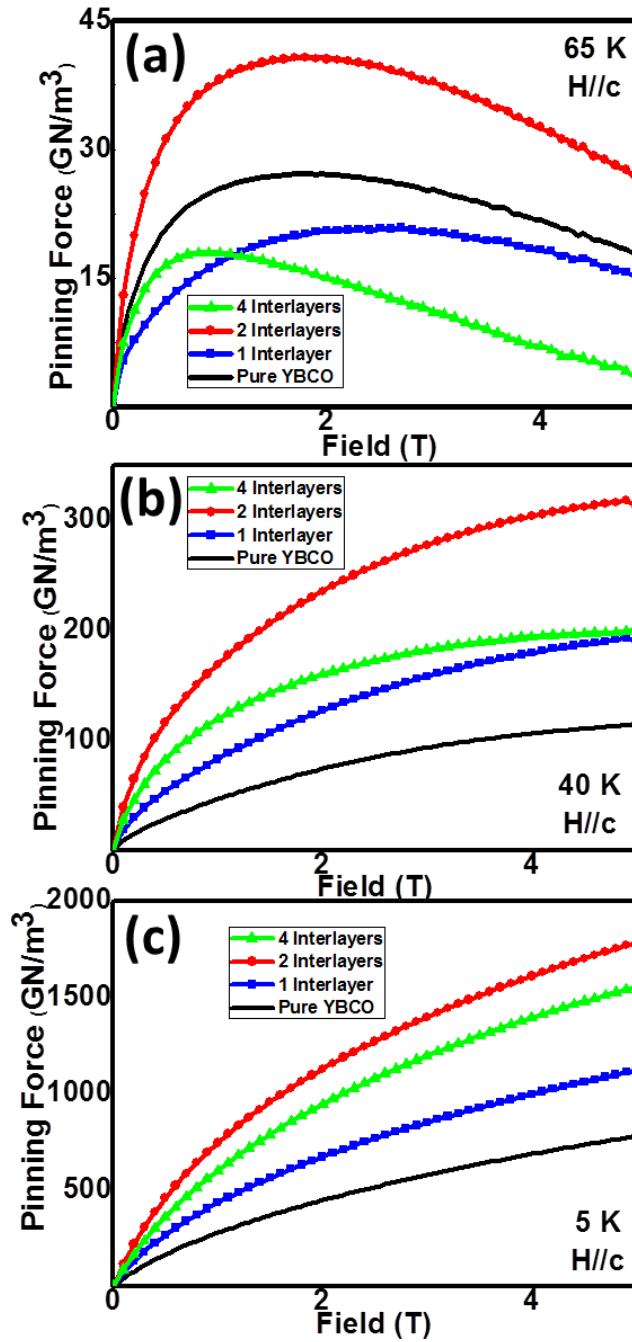 (a)
65 K
H//c
45
30
15
Pinning Force (GN/m³)
4 Interlayers
2 Interlayers
1 Interlayer
Pure YBCO
0
2
4
Field (T)
(b)
4 Interlayers
2 Interlayers
1 Interlayer
Pure YBCO
300
200
100
Pinning Force (GN/m³)
40 K
H//c
0
2
4
Field (T)
(c)
4 Interlayers
2 Interlayers
1 Interlayer
Pure YBCO
2000
1500
1000
500
Pinning Force (GN/m³)
5 K
H//c
0
2
4
Field (T)